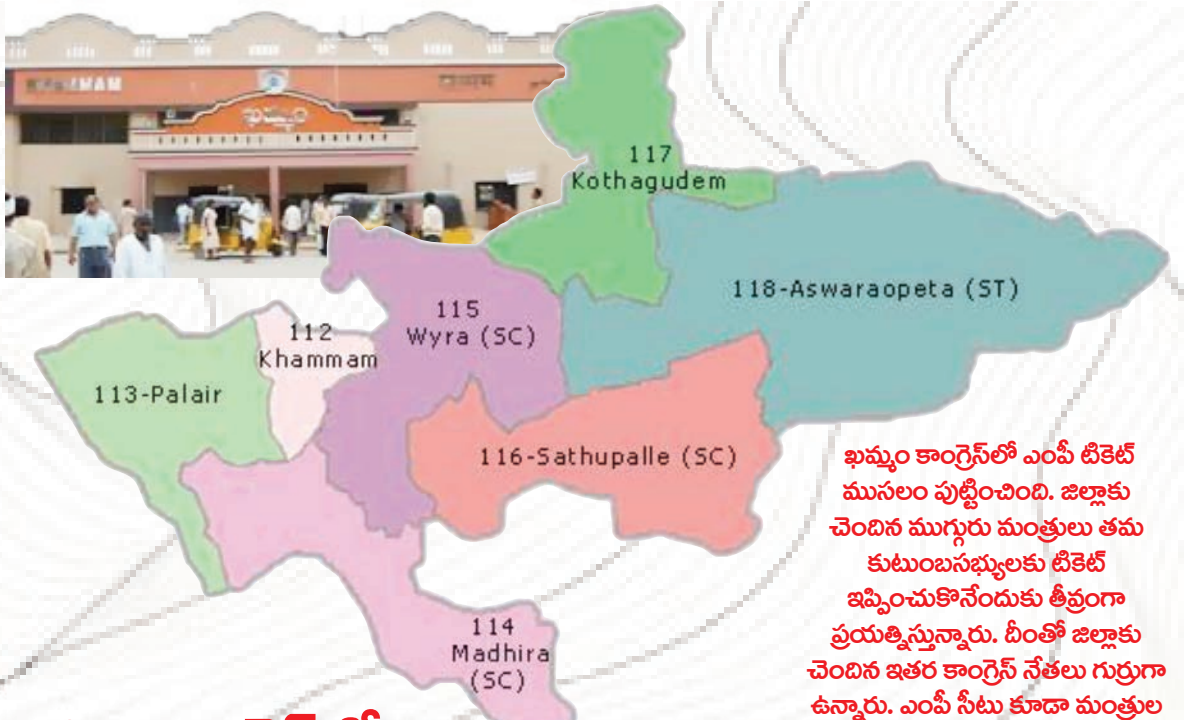 ఖమ్మం
117
Kothagudem
118-Aswaraopeta (ST)
115
Wyra (SC)
112
Khammam
113-Palair
116-Sathupalle (SC)
114
Madhira
(SC)
ఖమ్మం కాంగ్రెస్‌లో ఎంపీ టికెట్
ముసలం పుట్టించింది. జిల్లాకు
చెందిన ముగ్గురు మంత్రులు తమ
కుటుంబసభ్యులకు టికెట్
ఇప్పించుకొనేందుకు తీవ్రంగా
ప్రయత్నిస్తున్నారు. దీంతో జిల్లాకు
చెందిన ఇతర కాంగ్రెస్ నేతలు గుర్రుగా
ఉన్నారు. ఎంపీ సీటు కూడా మంత్రుల